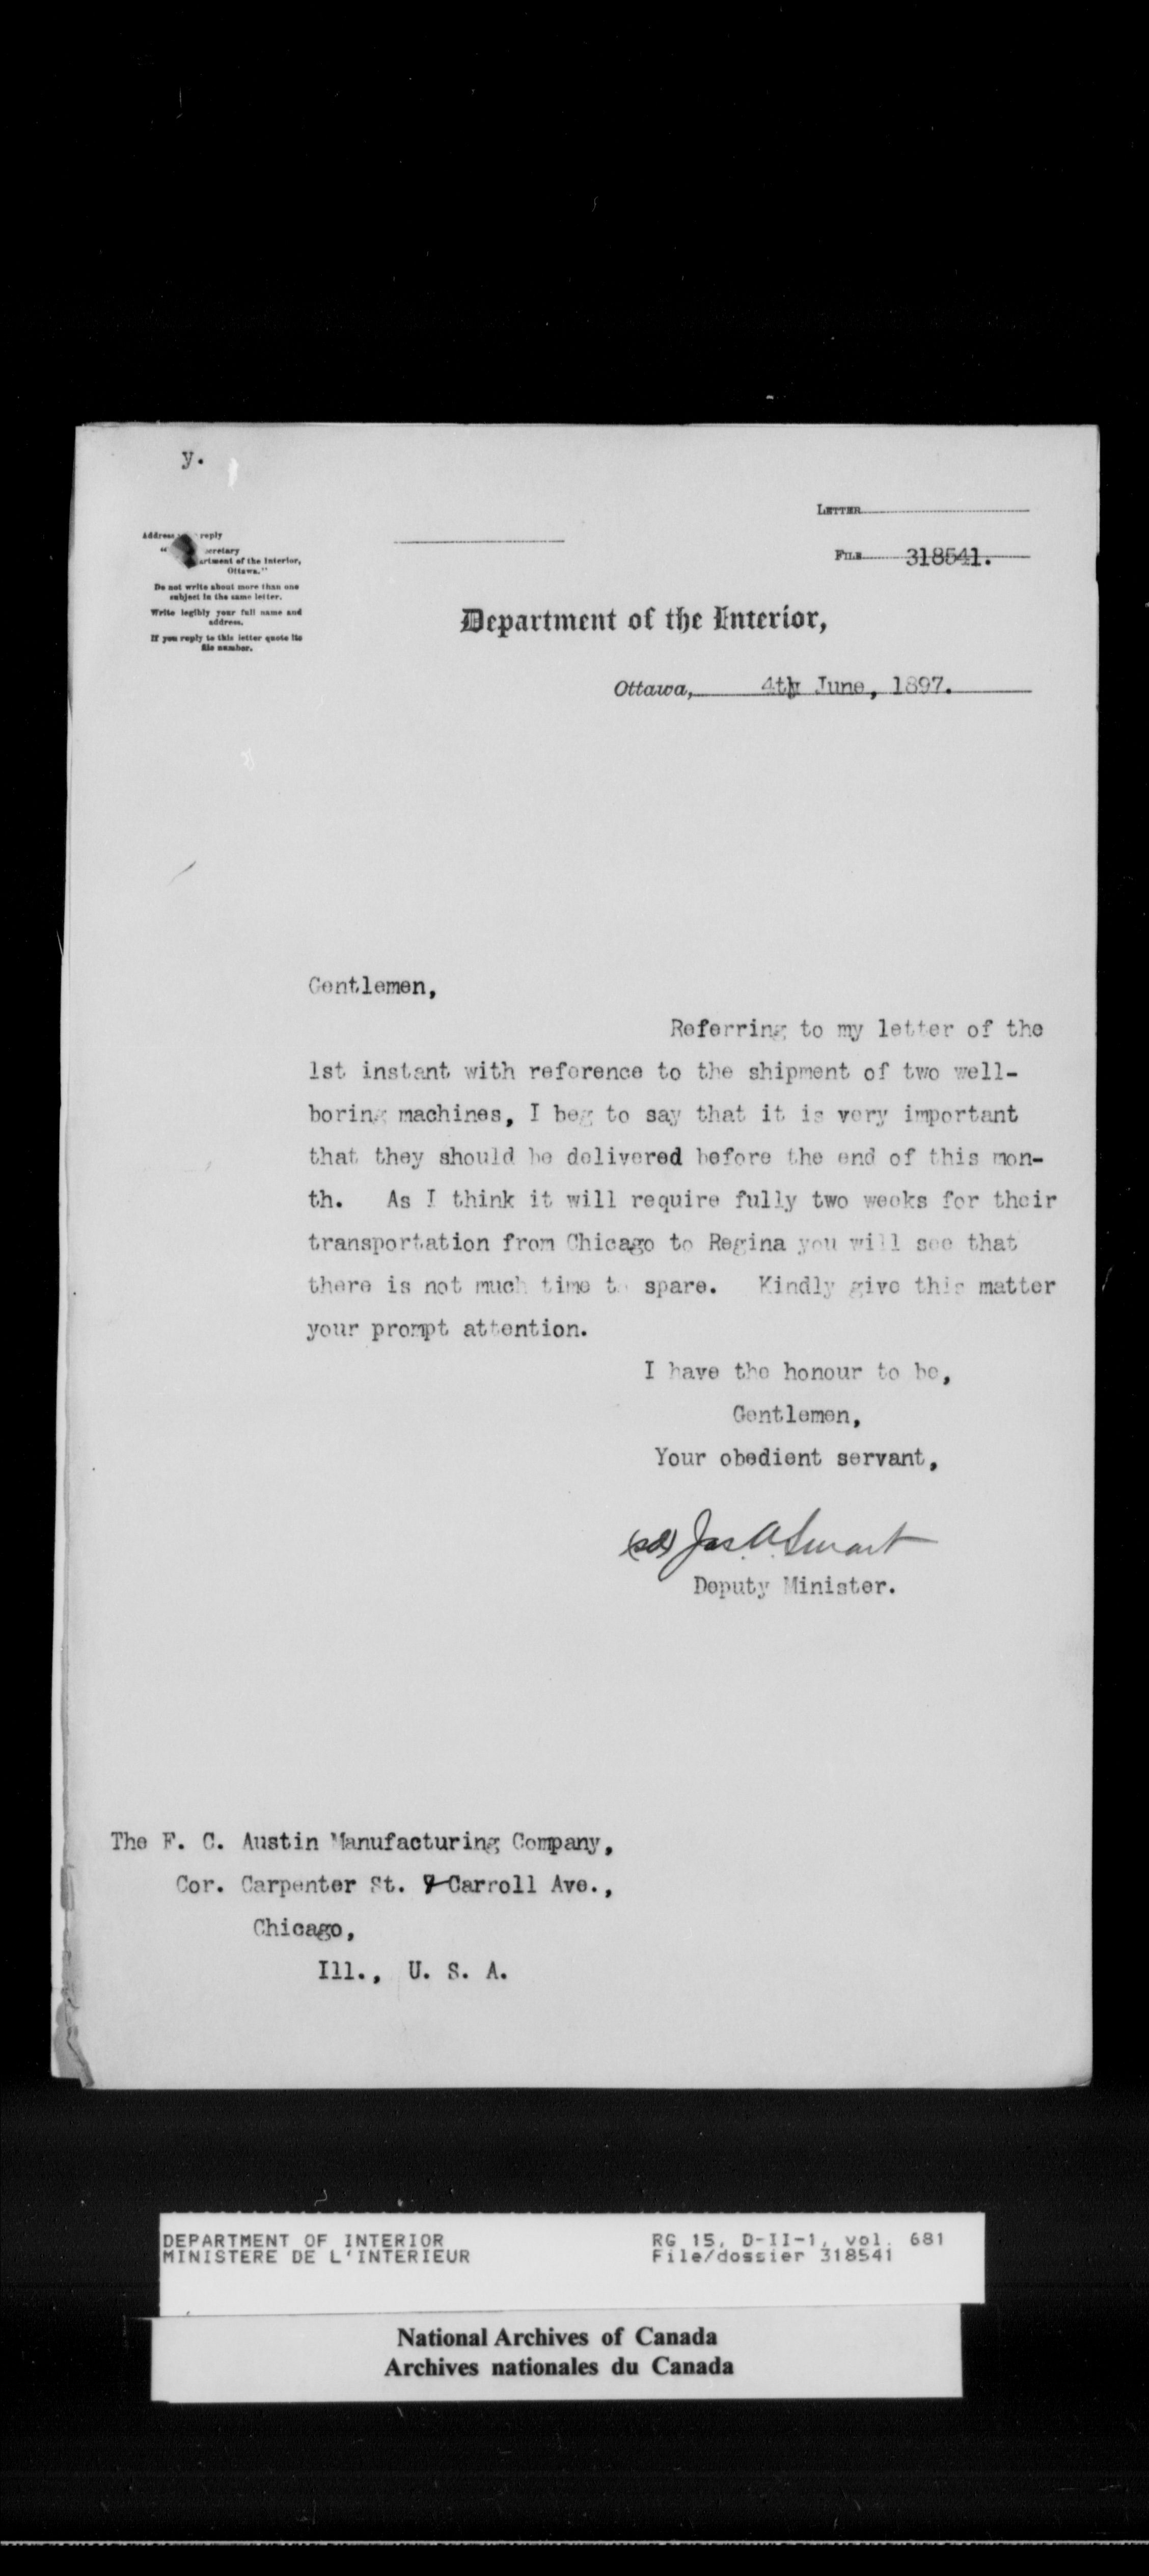 y.
LETTER
Address reply
"
ecretary
artment of the Interior,
Ottawa."
Do not write about more than one
subject in the same letter.
Write legibly your full name and
address.
If you reply to this letter quote its
file number.
FILE 318541.
Department of the Interior,
Ottawa, 4th June, 1897.
Gentlemen,
Referring to my letter of the
1st instant with reference to the shipment of two well-
boring machines, I beg to say that it is very important
that they should be delivered before the end of this mon-
th. As I think it will require fully two weeks for their
transportation from Chicago to Regina you will see that
there is not much time to spare. Kindly give this matter
your prompt attention.
I have the honour to be,
Gentlemen,
Your obedient servant,
(sd) Jas. A. Smart
Deputy Minister.
The F. C. Austin Manufacturing Company,
Cor. Carpenter St. & Carroll Ave.,
Chicago,
Ill., U. S. A.
DEPARTMENT OF INTERIOR RG 15, D-II-1, vol. 681
MINISTERE DE L'INTERIEUR File/dossier 318541
National Archives of Canada
Archives nationales du Canada